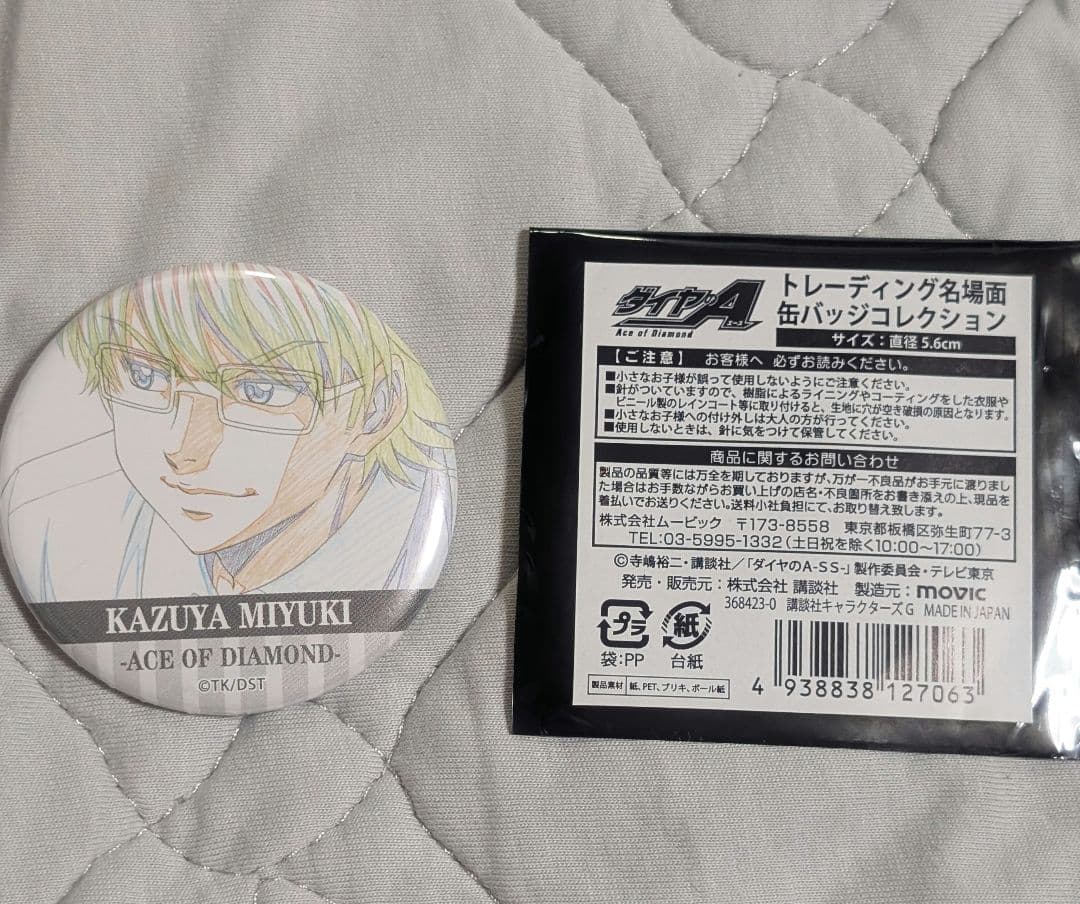 KAZUYA MIYUKI
-ACE OF DIAMOND-
©TK/DST
ダイヤのA
エース
Ace of Diamond
トレーディング名場面
缶バッジコレクション
サイズ：直径5.6cm
【ご注意】 お客様へ 必ずお読みください。
■小さなお子様が誤って使用しないようにご注意ください。
■針がついていますので、樹脂によるライニングやコーティングをした衣服や
ビニール製のレインコート等に取り付けると、生地に穴が空き破損の原因となります。
■小さなお子様への付け外しは大人の方が行ってください。
■使用しないときは、針に気をつけて保管してください。
商品に関するお問い合わせ
製品の品質等には万全を期しておりますが、万が一不良品がお手元に渡りまし
た場合はお手数ながらお買い上げの店名・不良箇所をお書き添えの上、現品を
着払いでお送りください。送料小社負担にて、お取り替え致します。
株式会社ムービック 〒173-8558 東京都板橋区弥生町77-3
TEL:03-5995-1332（土日祝を除く10:00～17:00）
©寺嶋裕二・講談社／「ダイヤのA-SS-」製作委員会・テレビ東京
発売・販売元：株式会社 講談社 製造元：movic
368423-0 講談社キャラクターズG MADE IN JAPAN
プラ
紙
袋：PP
台紙
製品素材 紙、PET、ブリキ、ボール紙
4 938838 127063